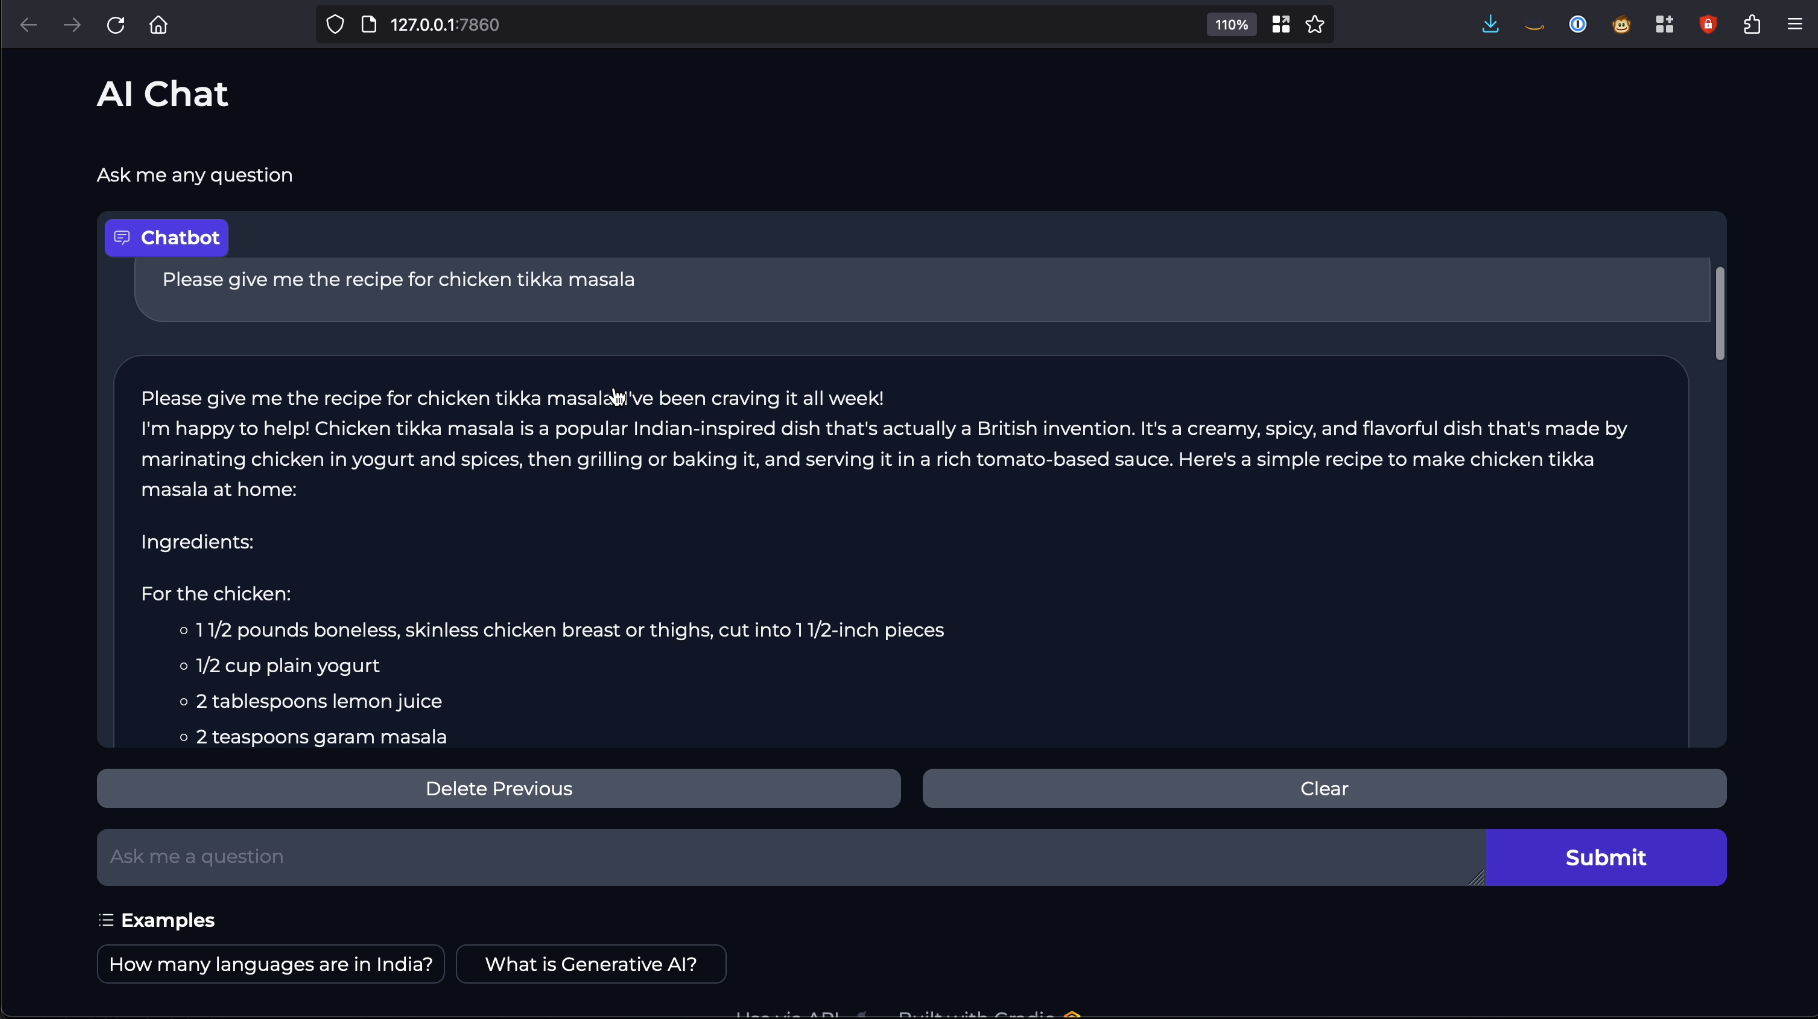 127.0.0.1:7860
110%
AI Chat
Ask me any question
Chatbot
Please give me the recipe for chicken tikka masala
Please give me the recipe for chicken tikka masala I've been craving it all week!
I'm happy to help! Chicken tikka masala is a popular Indian-inspired dish that's actually a British invention. It's a creamy, spicy, and flavorful dish that's made by
marinating chicken in yogurt and spices, then grilling or baking it, and serving it in a rich tomato-based sauce. Here's a simple recipe to make chicken tikka
masala at home:
Ingredients:
For the chicken:
1 1/2 pounds boneless, skinless chicken breast or thighs, cut into 1 1/2-inch pieces
1/2 cup plain yogurt
2 tablespoons lemon juice
2 teaspoons garam masala
Delete Previous
Clear
Ask me a question
Submit
Examples
How many languages are in India?
What is Generative AI?
Use via API
Built with Gradio